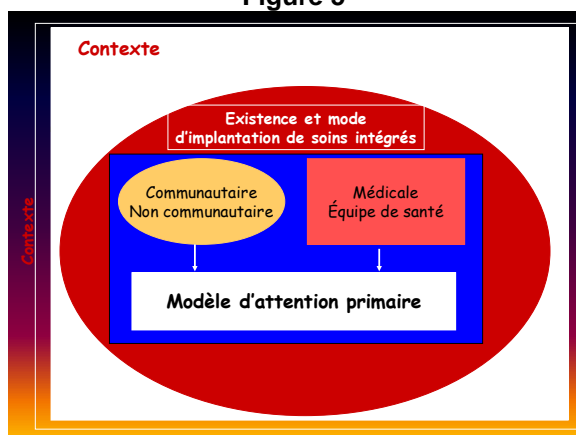 Contexte
Existence et mode
d'implantation de soins intégrés
Communautaire
Non communautaire
Médicale
Équipe de santé
Modèle d'attention primaire
Contexte